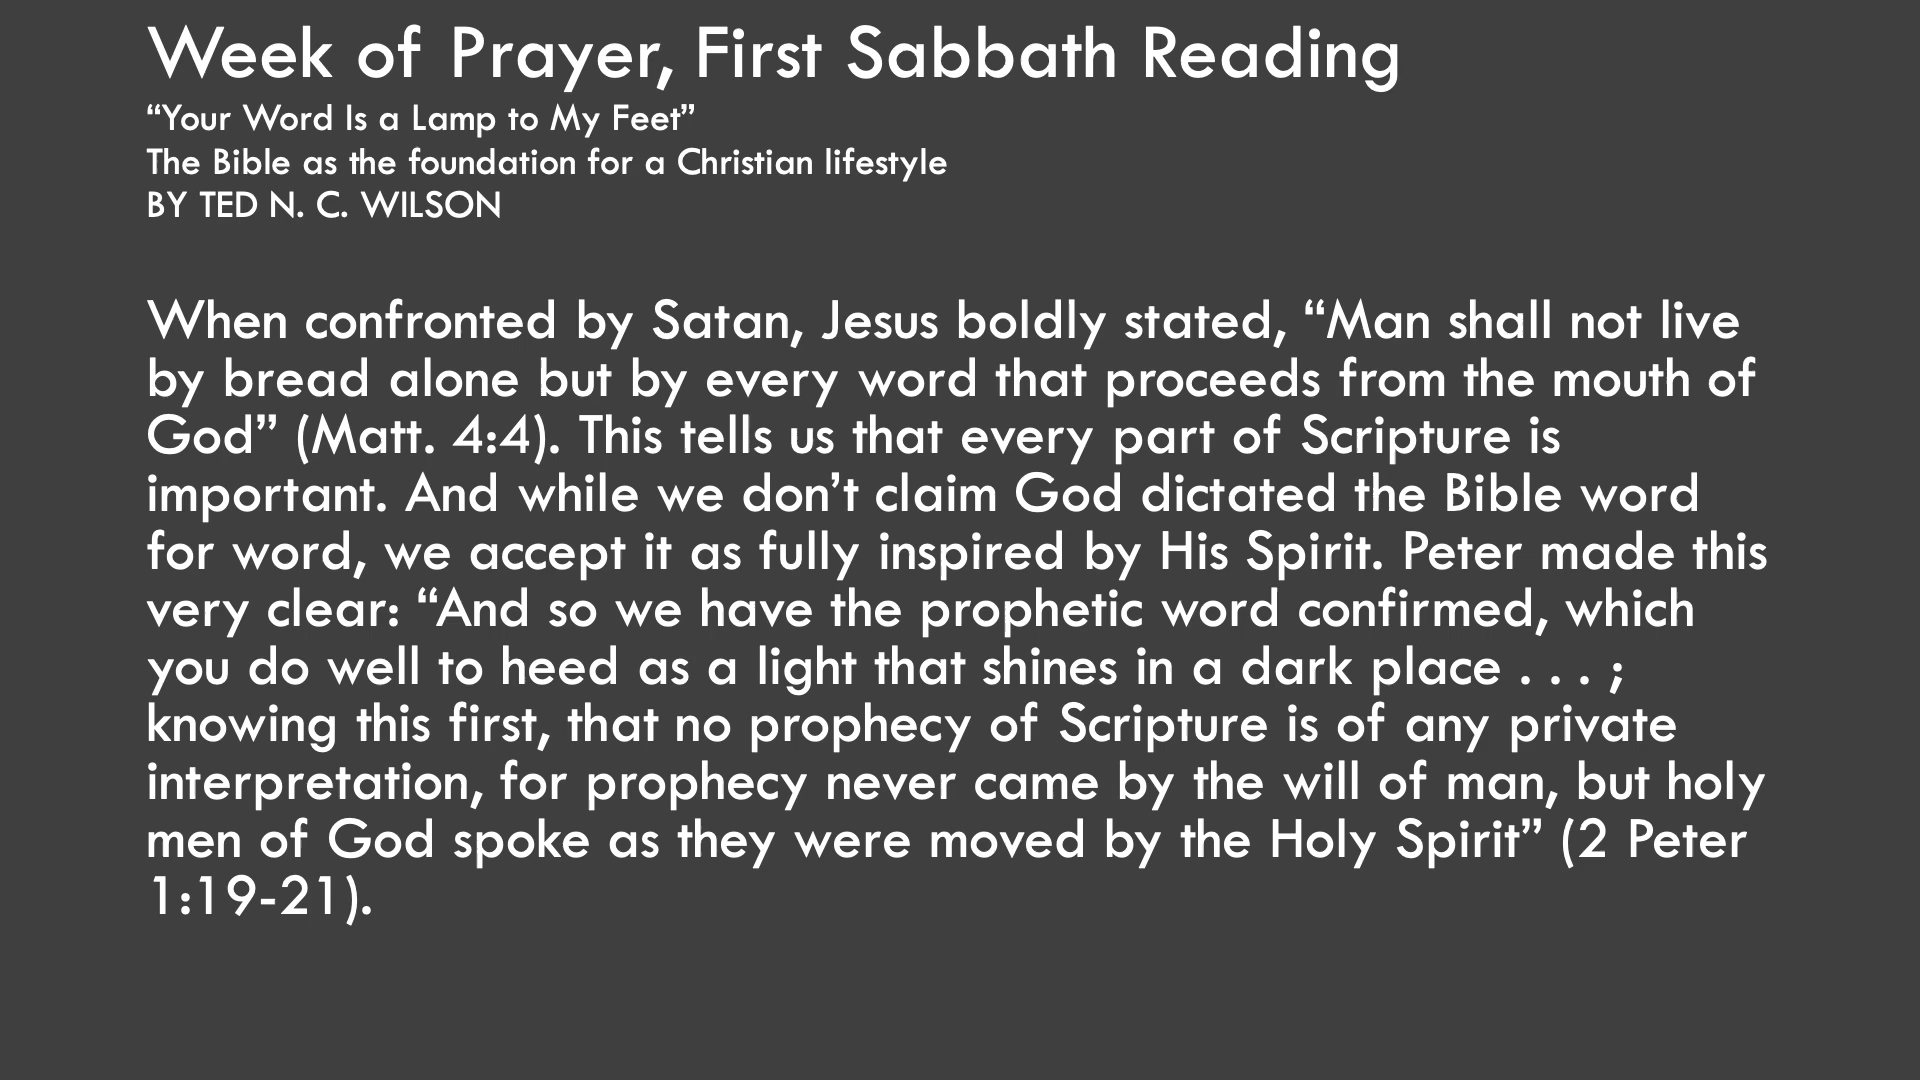 Week of Prayer, First Sabbath Reading
“Your Word Is a Lamp to My Feet”
The Bible as the foundation for a Christian lifestyle
BY TED N. C. WILSON
When confronted by Satan, Jesus boldly stated, “Man shall not live
by bread alone but by every word that proceeds from the mouth of
God” (Matt. 4:4). This tells us that every part of Scripture is
important. And while we don’t claim God dictated the Bible word
for word, we accept it as fully inspired by His Spirit. Peter made this
very clear: “And so we have the prophetic word confirmed, which
you do well to heed as a light that shines in a dark place . . . ;
knowing this first, that no prophecy of Scripture is of any private
interpretation, for prophecy never came by the will of man, but holy
men of God spoke as they were moved by the Holy Spirit” (2 Peter
1:19-21).